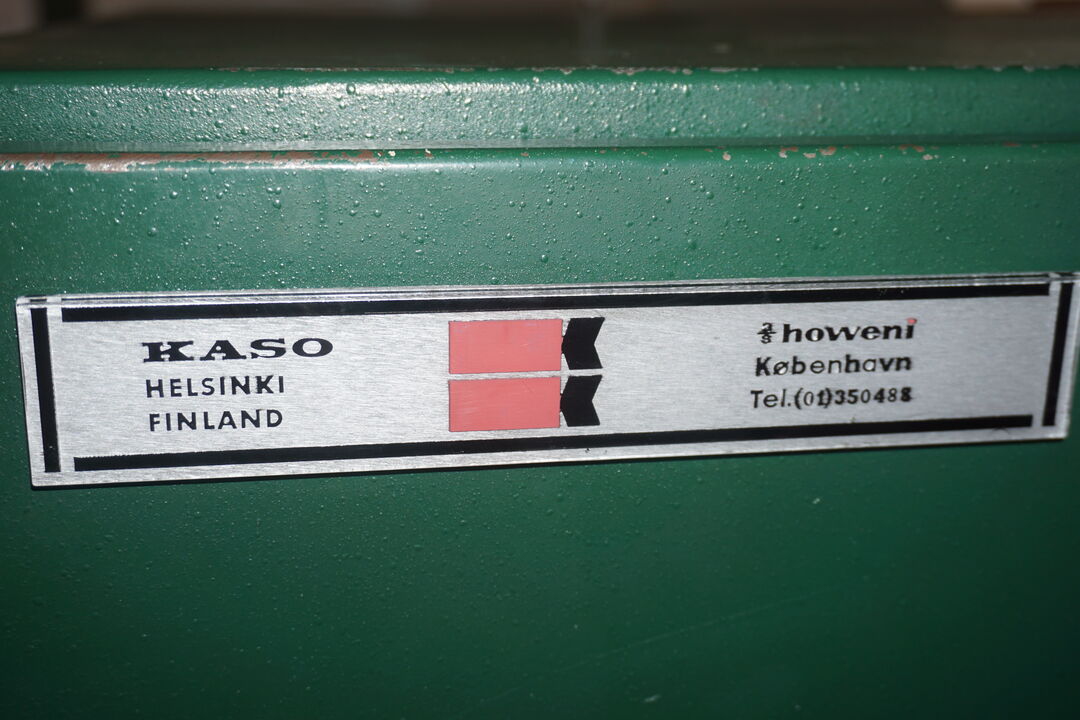 KASO
HELSINKI
FINLAND
a/s howeni
København
Tel.(01)350488